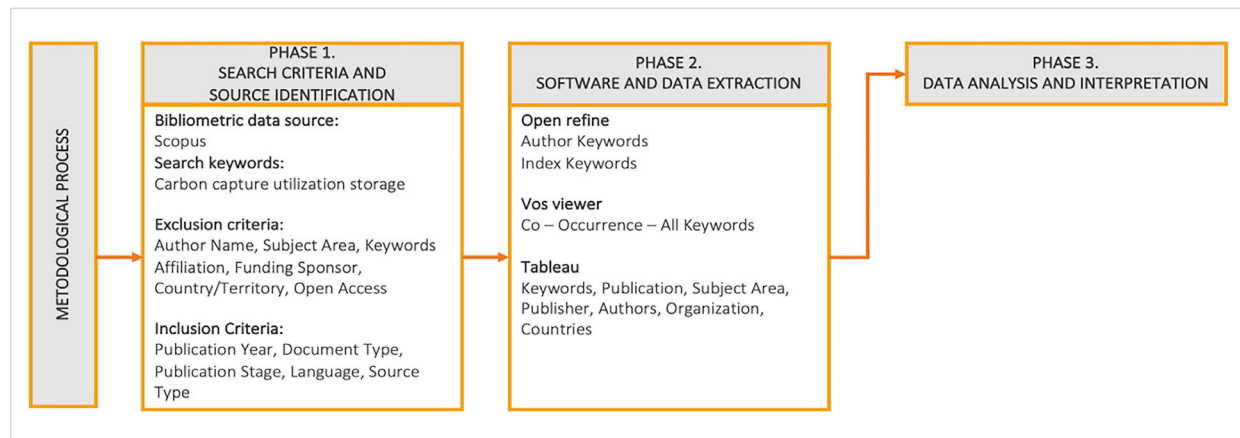 METODOLOGICAL PROCESS
PHASE 1.
SEARCH CRITERIA AND
SOURCE IDENTIFICATION
Bibliometric data source:
Scopus
Search keywords:
Carbon capture utilization storage
Exclusion criteria:
Author Name, Subject Area, Keywords
Affiliation, Funding Sponsor,
Country/Territory, Open Access
Inclusion Criteria:
Publication Year, Document Type,
Publication Stage, Language, Source
Type
PHASE 2.
SOFTWARE AND DATA EXTRACTION
Open refine
Author Keywords
Index Keywords
Vos viewer
Co – Occurrence – All Keywords
Tableau
Keywords, Publication, Subject Area,
Publisher, Authors, Organization,
Countries
PHASE 3.
DATA ANALYSIS AND INTERPRETATION